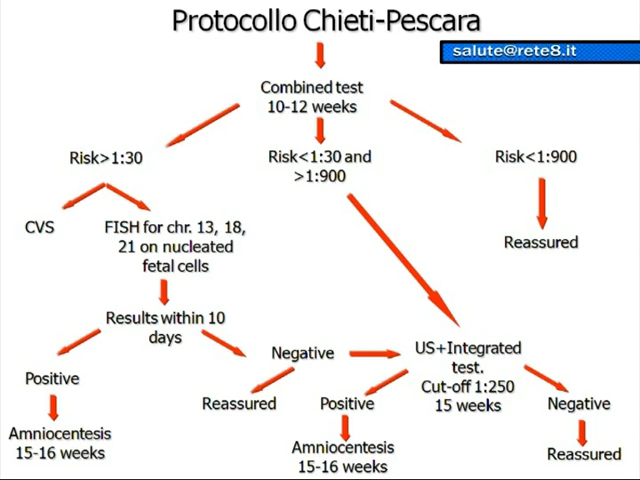 Protocollo Chieti-Pescara
salute@rete8.it
Combined test
10-12 weeks
Risk>1:30
Risk<1:30 and
>1:900
Risk<1:900
CVS
FISH for chr. 13, 18,
21 on nucleated
fetal cells
Reassured
Results within 10
days
Positive
Negative
US+Integrated
test.
Cut-off 1:250
15 weeks
Reassured
Positive
Negative
Amniocentesis
15-16 weeks
Amniocentesis
15-16 weeks
Reassured